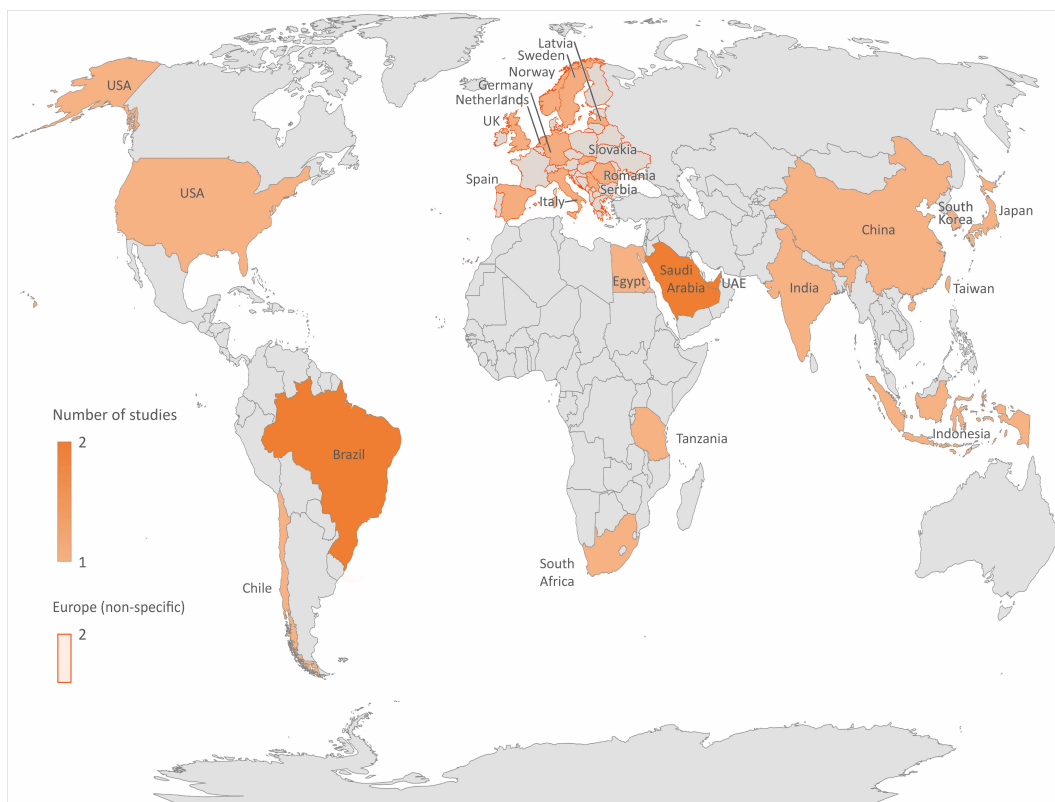 Latvia
Sweden
Norway
Germany
Netherlands
USA
UK
Slovakia
USA
Spain
Romania
Serbia
Italy
South
Korea
Japan
China
Saudi
Arabia
Egypt
UAE
India
Taiwan
Number of studies
2
Indonesia
Tanzania
Brazil
1
South
Africa
Chile
Europe (non-specific)
2